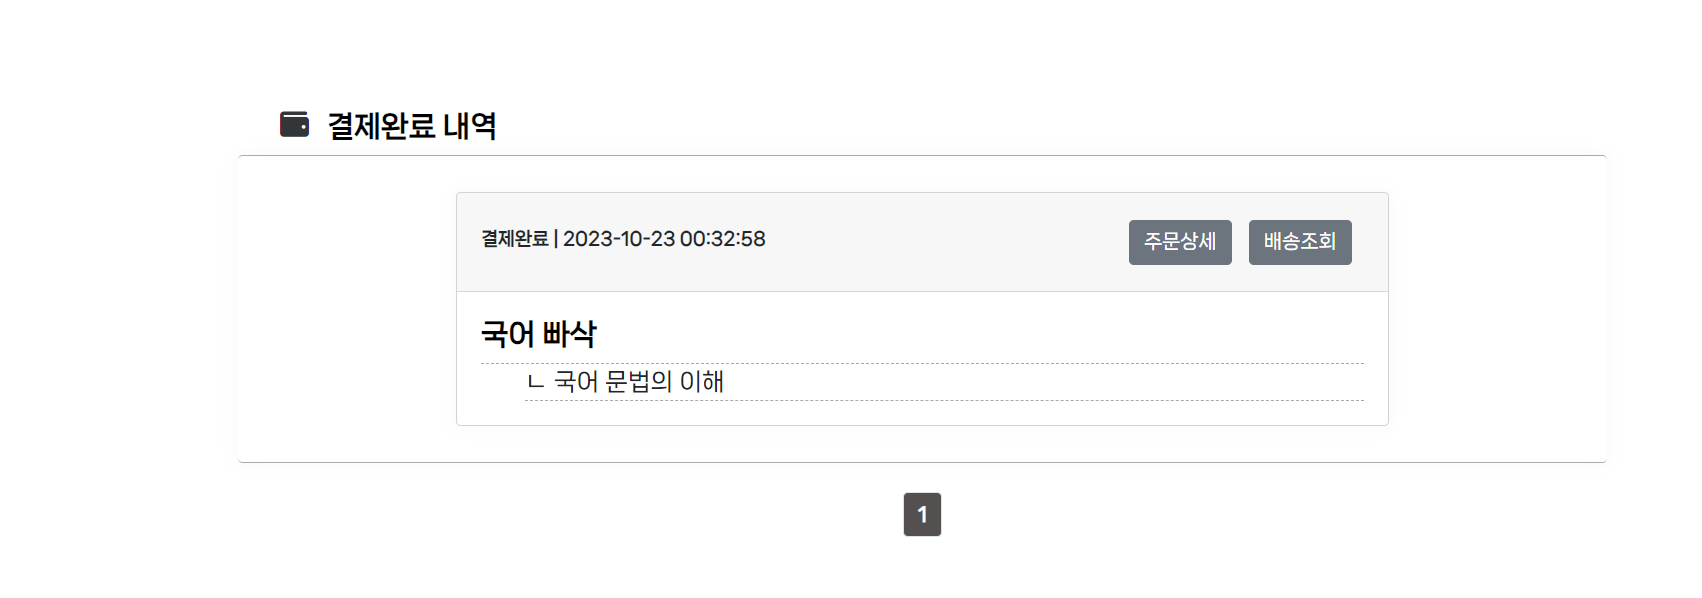 결제완료 내역
결제완료 | 2023-10-23 00:32:58 주문상세 배송조회
국어 빠삭
ㄴ 국어 문법의 이해
1